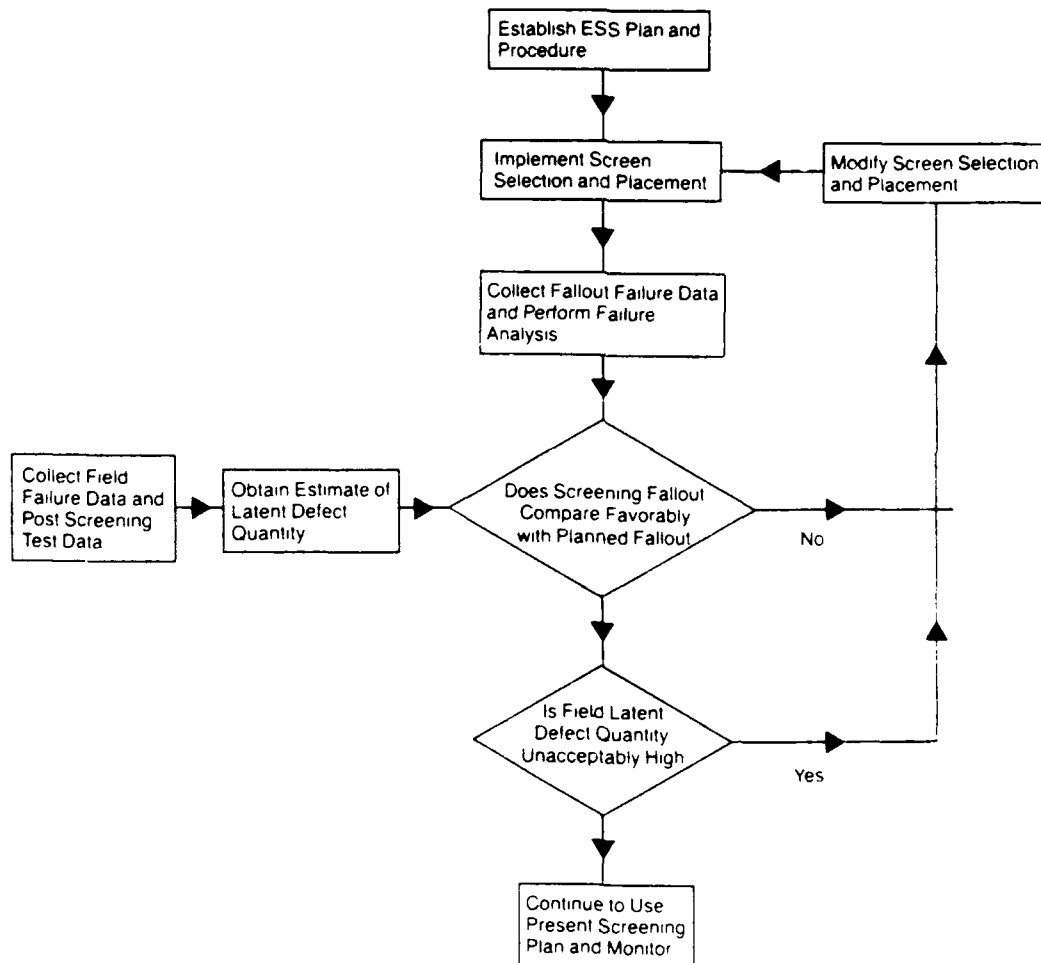 Establish ESS Plan and
Procedure
Implement Screen
Selection and Placement
Modify Screen Selection
and Placement
Collect Fallout Failure Data
and Perform Failure
Analysis
Collect Field
Failure Data and
Post Screening
Test Data
Obtain Estimate of
Latent Defect
Quantity
Does Screening Fallout
Compare Favorably
with Planned Fallout
No
Is Field Latent
Defect Quantity
Unacceptably High
Yes
Continue to Use
Present Screening
Plan and Monitor